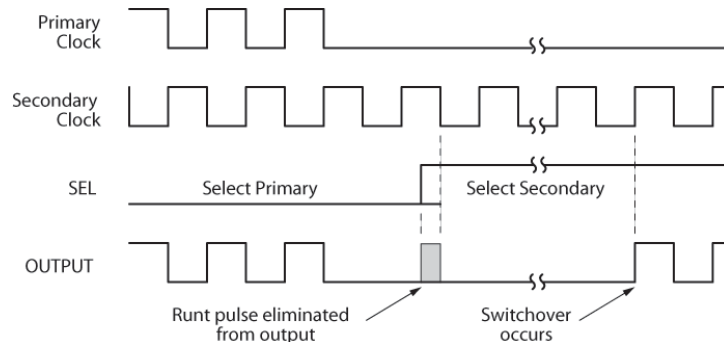 Primary
Clock
Secondary
Clock
SEL
Select Primary
Select Secondary
OUTPUT
Runt pulse eliminated
from output
Switchover
occurs